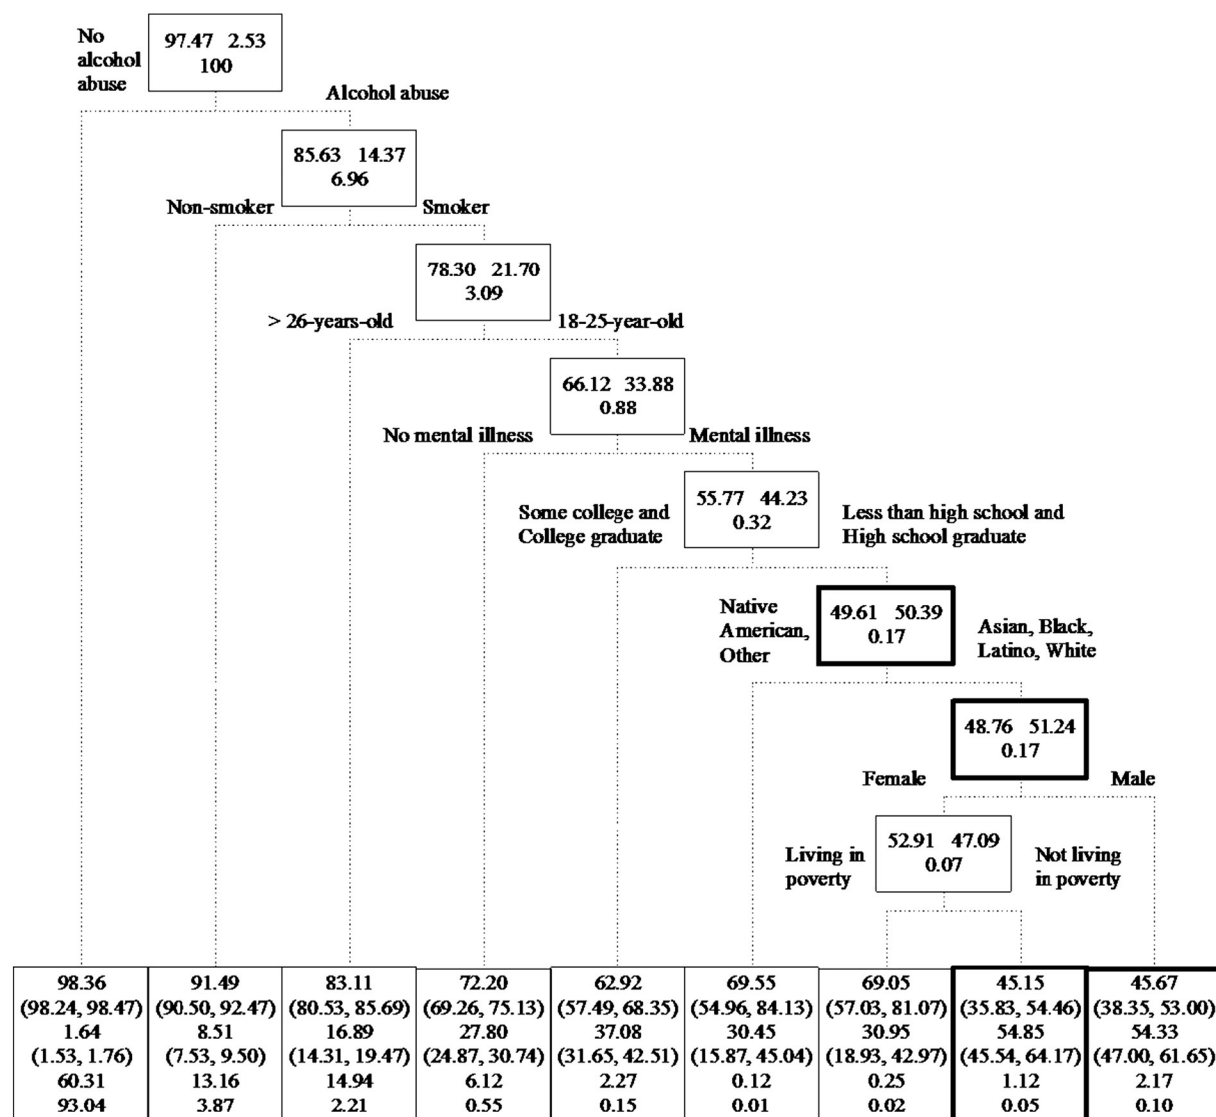 No
alcohol
abuse
97.47 2.53
100
Alcohol abuse
85.63 14.37
6.96
Non-smoker
Smoker
78.30 21.70
3.09
> 26-years-old
18-25-year-old
66.12 33.88
0.88
No mental illness
Mental illness
55.77 44.23
0.32
Some college and
College graduate
Less than high school and
High school graduate
49.61 50.39
0.17
Native
American,
Other
Asian, Black,
Latino, White
48.76 51.24
0.17
Female
Male
52.91 47.09
0.07
Living in
poverty
Not living
in poverty
98.36 91.49 83.11 72.20 62.92 69.55 69.05 45.15 45.67
(98.24, 98.47) (90.50, 92.47) (80.53, 85.69) (69.26, 75.13) (57.49, 68.35) (54.96, 84.13) (57.03, 81.07) (35.83, 54.46) (38.35, 53.00)
1.64 8.51 16.89 27.80 37.08 30.45 30.95 54.85 54.33
(1.53, 1.76) (7.53, 9.50) (14.31, 19.47) (24.87, 30.74) (31.65, 42.51) (15.87, 45.04) (18.93, 42.97) (45.54, 64.17) (47.00, 61.65)
60.31 13.16 14.94 6.12 2.27 0.12 0.25 1.12 2.17
93.04 3.87 2.21 0.55 0.15 0.01 0.02 0.05 0.10